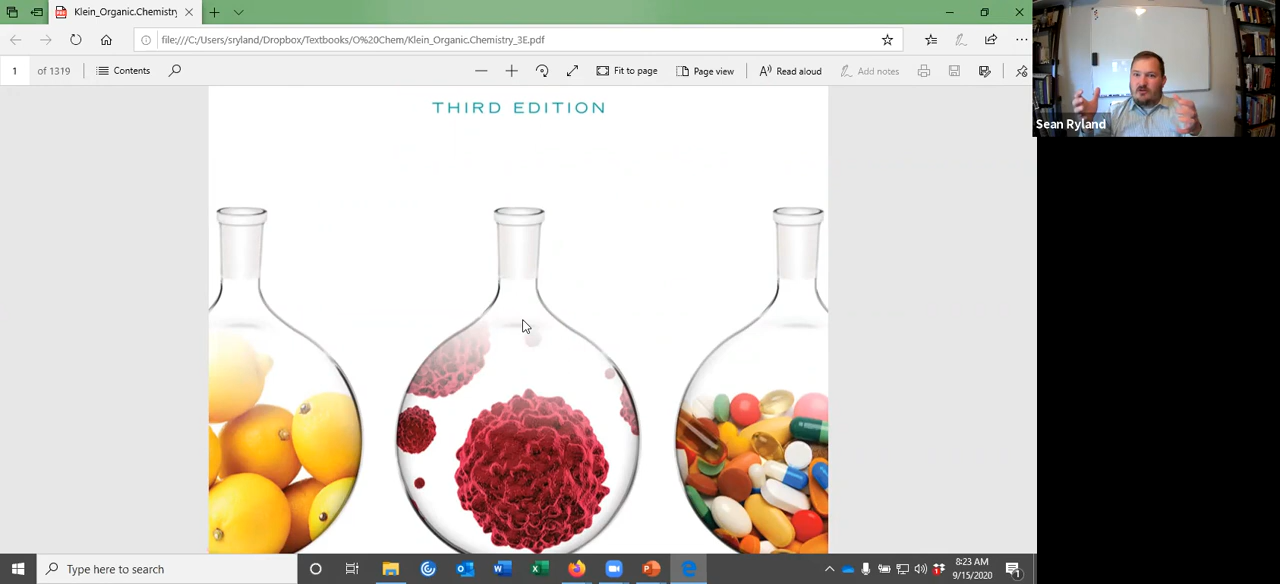 Klein_Organic.Chemistry
file:///C:/Users/sryland/Dropbox/Textbooks/O%20Chem/Klein_Organic.Chemistry_3E.pdf
1 of 1319 Contents Fit to page Page view Read aloud Add notes
Sean Ryland
THIRD EDITION
Type here to search
8:23 AM
9/15/2020